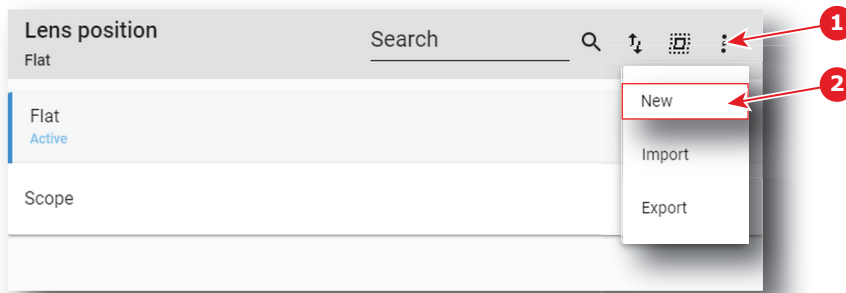 Lens position
Flat
Search
1
2
New
Flat
Active
Import
Scope
Export